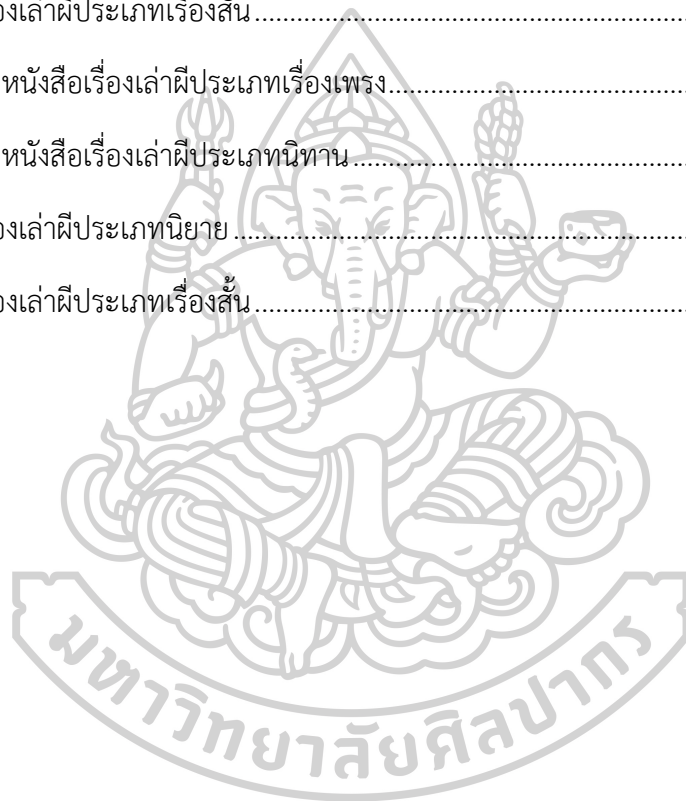 องเล่าผีประเภทเรื่องสั้น
หนังสือเรื่องเล่าผีประเภทเรื่องเพรง
หนังสือเรื่องเล่าผีประเภทนิทาน
องเล่าผีประเภทนิยาย
องเล่าผีประเภทเรื่องสั้น
มหาวิทยาลัยศิลปากร